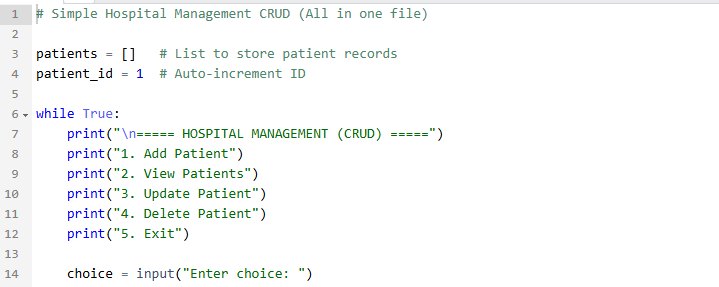 1 # Simple Hospital Management CRUD (All in one file)
2
3 patients = []   # List to store patient records
4 patient_id = 1  # Auto-increment ID
5
6 while True:
7     print("\n===== HOSPITAL MANAGEMENT (CRUD) =====")
8     print("1. Add Patient")
9     print("2. View Patients")
10     print("3. Update Patient")
11     print("4. Delete Patient")
12     print("5. Exit")
13
14     choice = input("Enter choice: ")